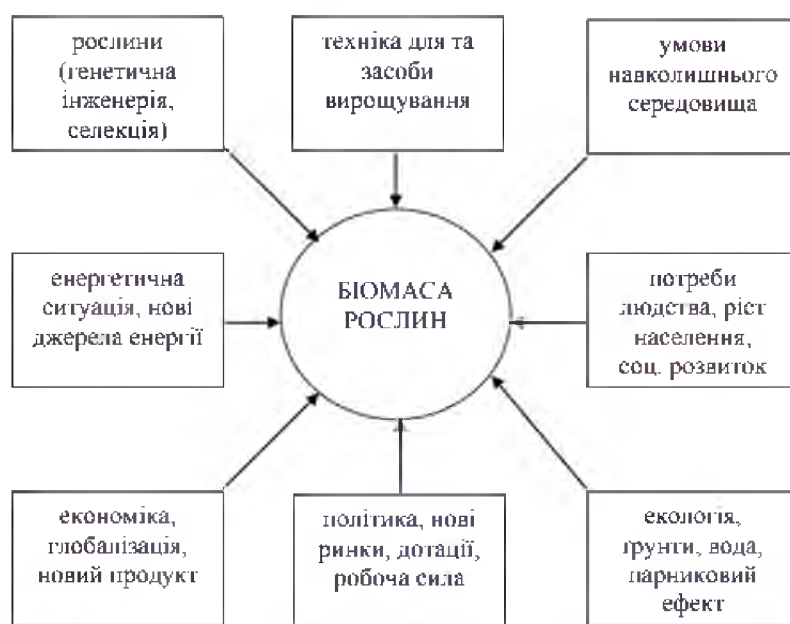 рослини
(генетична
інженерія,
селекція)
техніка для та
засоби
вирощування
умови
навколишнього
середовища
енергетична
ситуація, нові
джерела енергії
БІОМАСА
РОСЛИН
потреби
людства, ріст
населення,
соц. розвиток
економіка,
глобалізація,
новий продукт
політика, нові
ринки, дотації,
робоча сила
екологія,
ґрунти, вода,
парниковий
ефект